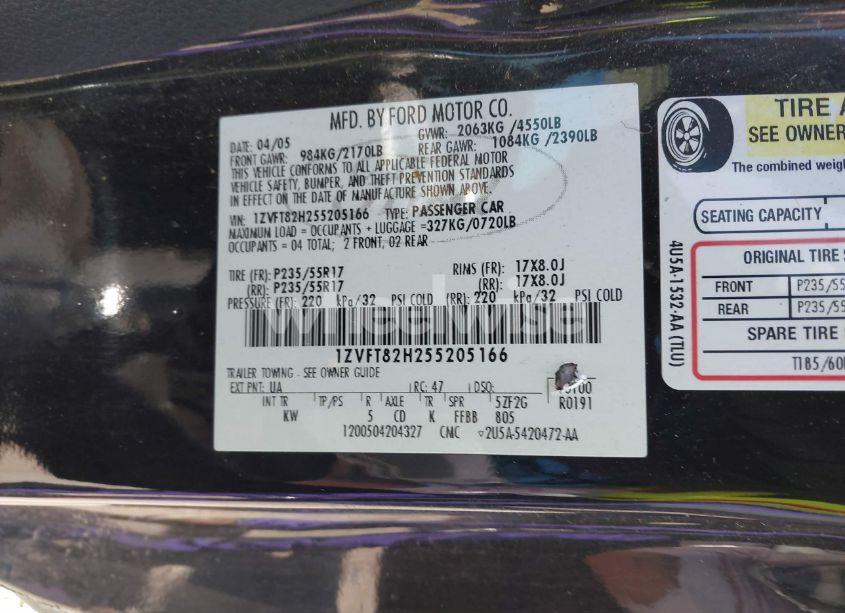 MFD. BY FORD MOTOR CO.
DATE: 04/05 GVWR: 2063KG /4550LB
FRONT GAWR: 984KG/2170LB REAR GAWR: 1084KG /2390LB
THIS VEHICLE CONFORMS TO ALL APPLICABLE FEDERAL MOTOR
VEHICLE SAFETY, BUMPER, AND THEFT PREVENTION STANDARDS
IN EFFECT ON THE DATE OF MANUFACTURE SHOWN ABOVE.
VIN: 1ZVFT82H255205166 TYPE: PASSENGER CAR
MAXIMUM LOAD = OCCUPANTS + LUGGAGE =327KG/0720LB
OCCUPANTS = 04 TOTAL; 2 FRONT, 02 REAR
TIRE (FR): P235/55R17 RINS (FR): 17X8.0J
(RR): P235/55R17 (RR): 17X8.0J
PRESSURE (FR): 220 kPa/32 PSI COLD (RR): 220 kPa/32 PSI COLD
wheelwise
1ZVFT82H255205166
TRAILER TOWING - SEE OWNER GUIDE
EXT PNT: UA RC: 47 DSO:
INT TR TP/PS R AXLE TR SPR 5ZF2G R0191
KW 5 CD K FFBB 805
1200504204327 CMC ▽2U5A-5420472-AA
TIRE A
SEE OWNER
The combined weigh
SEATING CAPACITY
ORIGINAL TIRE S
FRONT P235/55
REAR P235/55
SPARE TIRE
T185/60
4U5A-1532-AA (TLU)